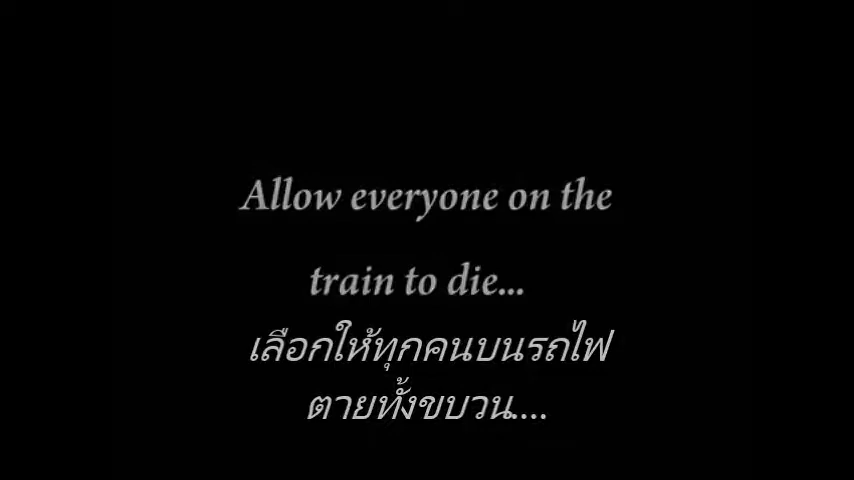 Allow everyone on the
train to die...
เลือกให้ทุกคนบนรถไฟ
ตายทั้งขบวน....